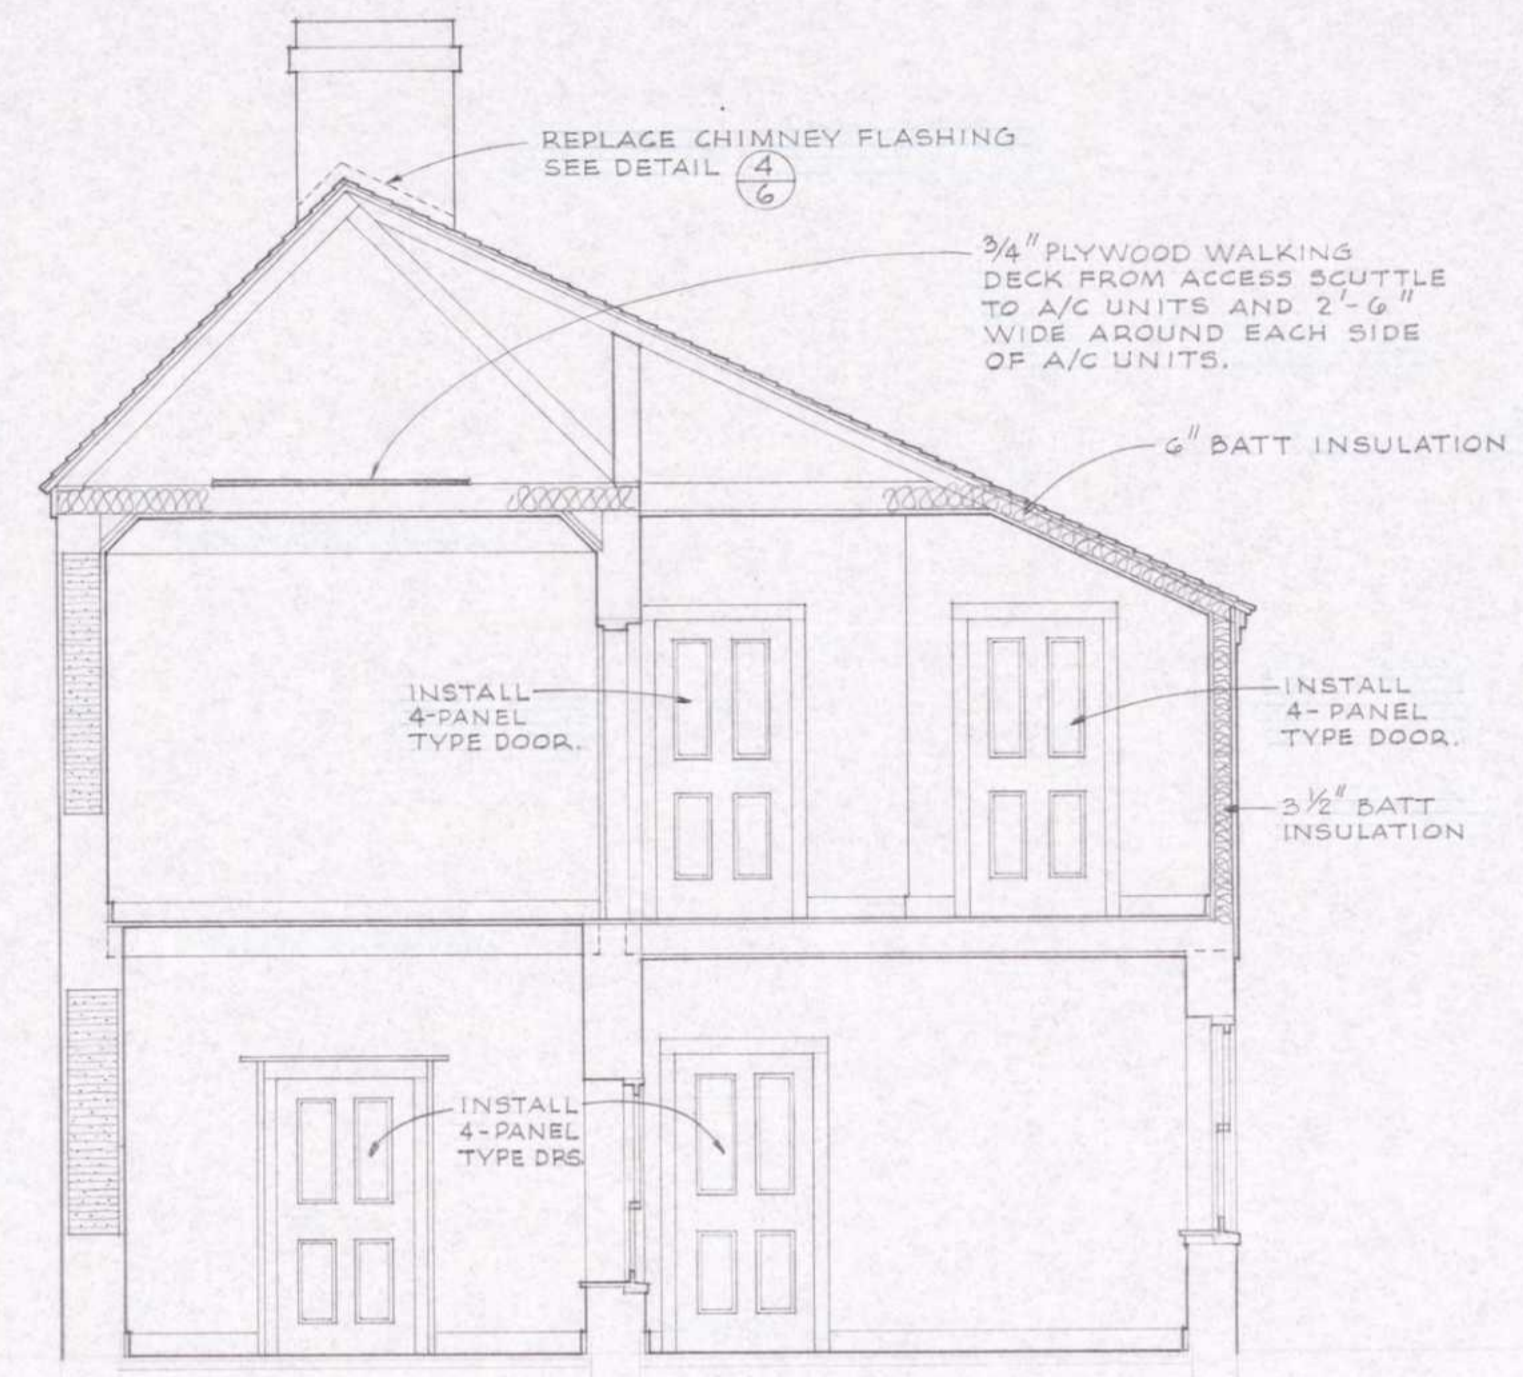 REPLACE CHIMNEY FLASHING
SEE DETAIL 4/6
3/4" PLYWOOD WALKING
DECK FROM ACCESS SCUTTLE
TO A/C UNITS AND 2'-6"
WIDE AROUND EACH SIDE
OF A/C UNITS.
6" BATT INSULATION
INSTALL
4-PANEL
TYPE DOOR.
INSTALL
4-PANEL
TYPE DOOR.
3 1/2" BATT
INSULATION
INSTALL
4-PANEL
TYPE DRS.